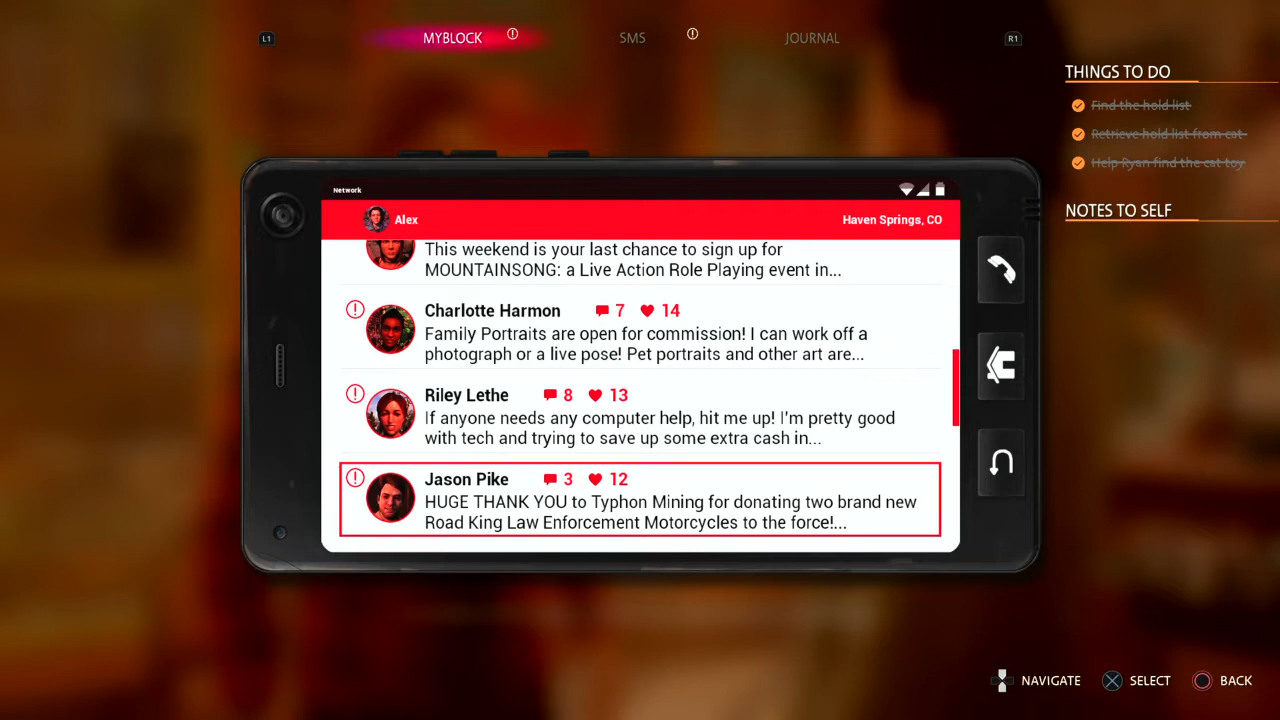 L1
MYBLOCK
SMS
JOURNAL
R1
THINGS TO DO
Find the hold list
Retrieve hold list from cat
Help Ryan find the cat toy
NOTES TO SELF
Network
Alex
Haven Springs, CO
This weekend is your last chance to sign up for
MOUNTAINSONG: a Live Action Role Playing event in...
Charlotte Harmon 7 14
Family Portraits are open for commission! I can work off a
photograph or a live pose! Pet portraits and other art are...
Riley Lethe 8 13
If anyone needs any computer help, hit me up! I'm pretty good
with tech and trying to save up some extra cash in...
Jason Pike 3 12
HUGE THANK YOU to Typhon Mining for donating two brand new
Road King Law Enforcement Motorcycles to the force!...
NAVIGATE
SELECT
BACK